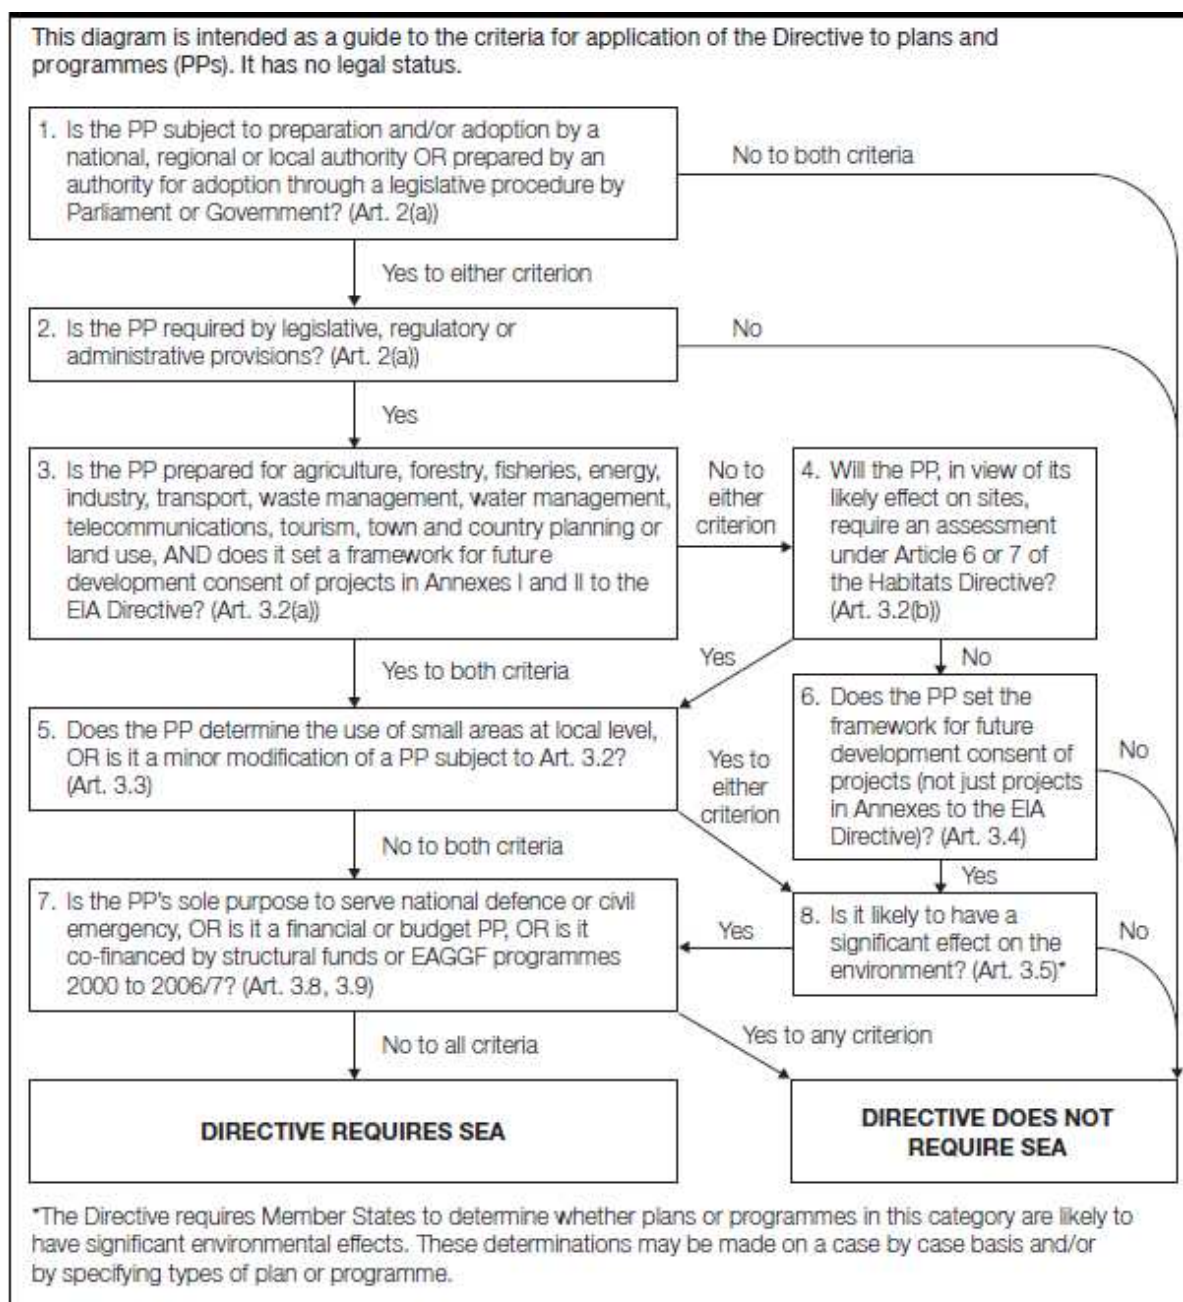 This diagram is intended as a guide to the criteria for application of the Directive to plans and
programmes (PPs). It has no legal status.
1. Is the PP subject to preparation and/or adoption by a
national, regional or local authority OR prepared by an
authority for adoption through a legislative procedure by
Parliament or Government? (Art. 2(a))
No to both criteria
Yes to either criterion
2. Is the PP required by legislative, regulatory or
administrative provisions? (Art. 2(a))
No
Yes
3. Is the PP prepared for agriculture, forestry, fisheries, energy,
industry, transport, waste management, water management,
telecommunications, tourism, town and country planning or
land use, AND does it set a framework for future
development consent of projects in Annexes I and II to the
EIA Directive? (Art. 3.2(a))
No to
either
criterion
4. Will the PP, in view of its
likely effect on sites,
require an assessment
under Article 6 or 7 of
the Habitats Directive?
(Art. 3.2(b))
Yes to both criteria
Yes
No
5. Does the PP determine the use of small areas at local level,
OR is it a minor modification of a PP subject to Art. 3.2?
(Art. 3.3)
Yes to
either
criterion
6. Does the PP set the
framework for future
development consent of
projects (not just projects
in Annexes to the EIA
Directive)? (Art. 3.4)
No
No to both criteria
Yes
7. Is the PP's sole purpose to serve national defence or civil
emergency, OR is it a financial or budget PP, OR is it
co-financed by structural funds or EAGGF programmes
2000 to 2006/7? (Art. 3.8, 3.9)
Yes
8. Is it likely to have a
significant effect on the
environment? (Art. 3.5)*
No
No to all criteria
Yes to any criterion
DIRECTIVE REQUIRES SEA
DIRECTIVE DOES NOT
REQUIRE SEA
*The Directive requires Member States to determine whether plans or programmes in this category are likely to
have significant environmental effects. These determinations may be made on a case by case basis and/or
by specifying types of plan or programme.